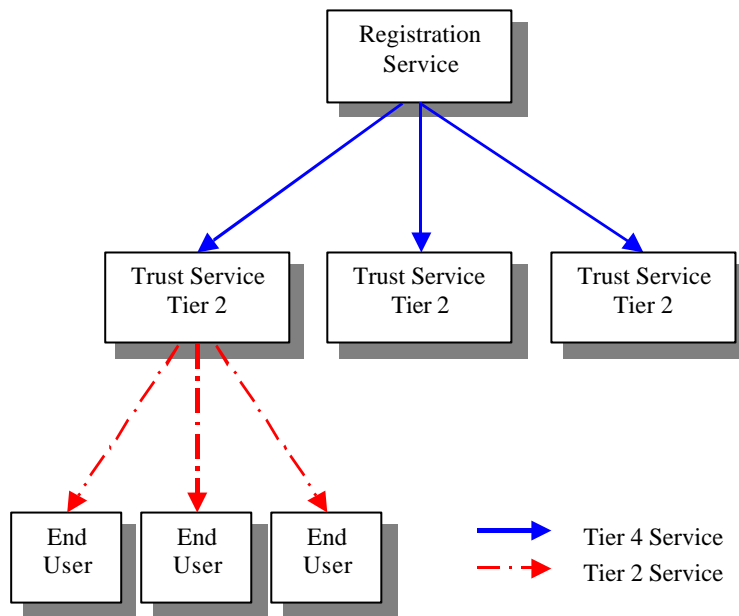 Registration
Service
Trust Service
Tier 2
Trust Service
Tier 2
Trust Service
Tier 2
End
User
End
User
End
User
Tier 4 Service
Tier 2 Service